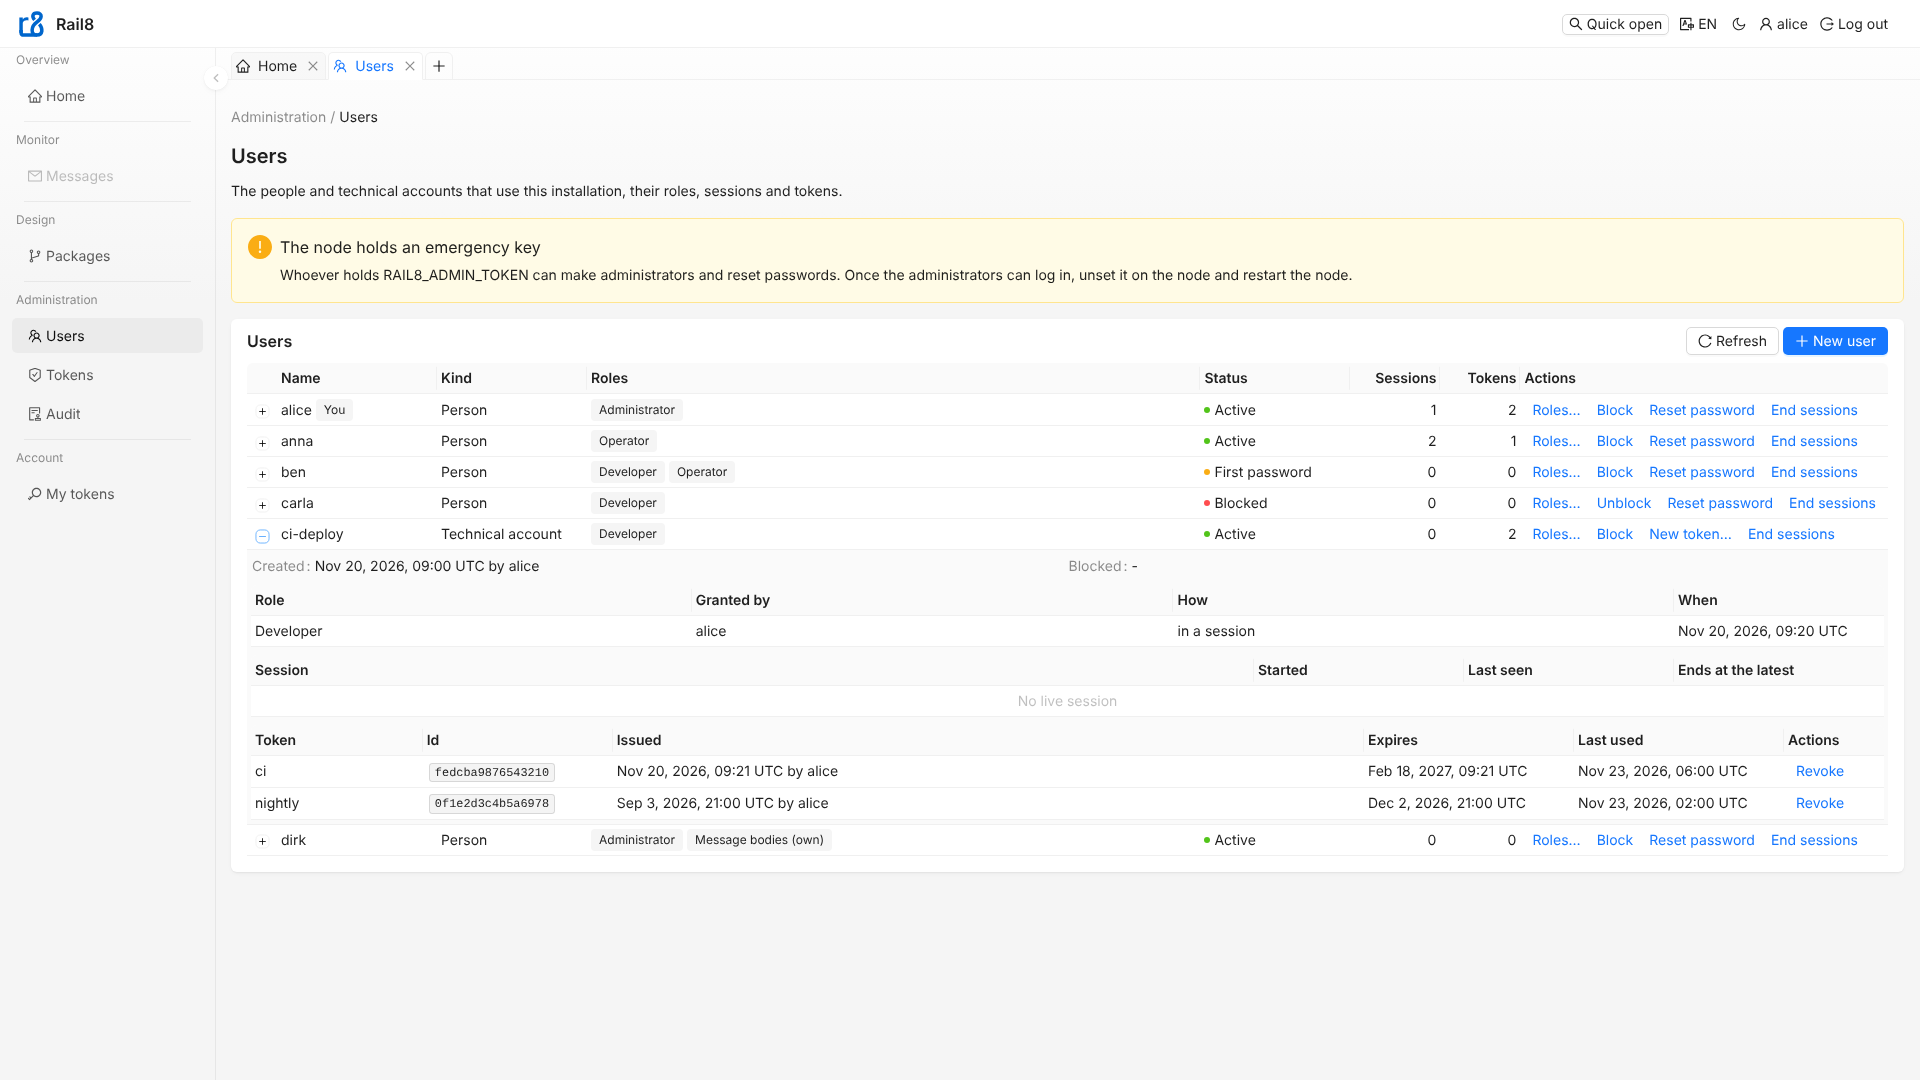 Rail8
Quick open EN alice Log out
Overview
Home
Monitor
Messages
Design
Packages
Administration
Users
Tokens
Audit
Account
My tokens
Home Users
Administration / Users
Users
The people and technical accounts that use this installation, their roles, sessions and tokens.
The node holds an emergency key
Whoever holds RAIL8_ADMIN_TOKEN can make administrators and reset passwords. Once the administrators can log in, unset it on the node and restart the node.
Users Refresh New user
Name Kind Roles Status Sessions Tokens Actions
alice You Person Administrator Active 1 2 Roles... Block Reset password End sessions
anna Person Operator Active 2 1 Roles... Block Reset password End sessions
ben Person Developer Operator First password 0 0 Roles... Block Reset password End sessions
carla Person Developer Blocked 0 0 Roles... Unblock Reset password End sessions
ci-deploy Technical account Developer Active 0 2 Roles... Block New token... End sessions
Created: Nov 20, 2026, 09:00 UTC by alice Blocked: -
Role Granted by How When
Developer alice in a session Nov 20, 2026, 09:20 UTC
Session Started Last seen Ends at the latest
No live session
Token Id Issued Expires Last used Actions
ci fedcba9876543210 Nov 20, 2026, 09:21 UTC by alice Feb 18, 2027, 09:21 UTC Nov 23, 2026, 06:00 UTC Revoke
nightly 0f1e2d3c4b5a6978 Sep 3, 2026, 21:00 UTC by alice Dec 2, 2026, 21:00 UTC Nov 23, 2026, 02:00 UTC Revoke
dirk Person Administrator Message bodies (own) Active 0 0 Roles... Block Reset password End sessions